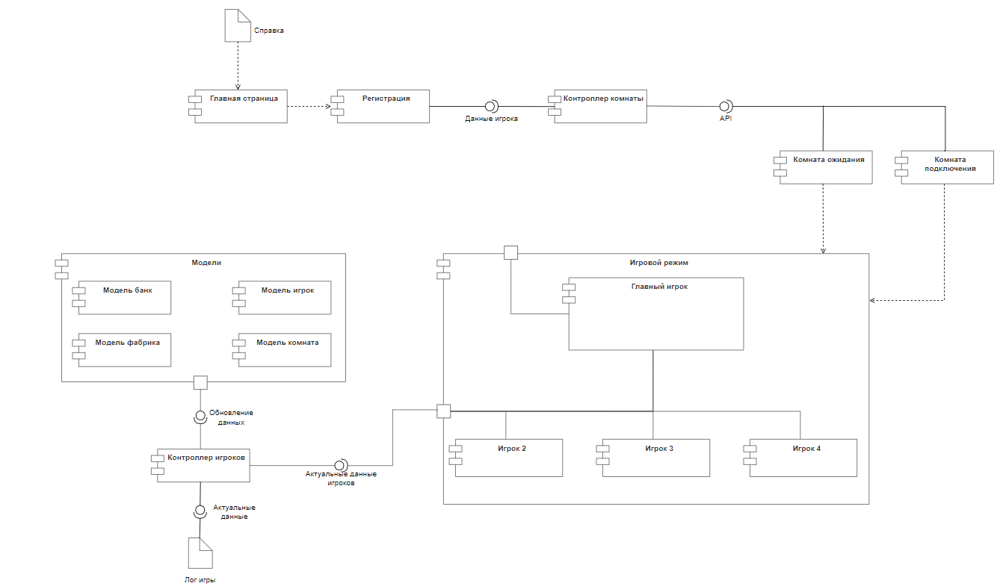 Справка
Главная страница
Регистрация
Данные игрока
Контроллер комнаты
API
Комната ожидания
Комната
подключения
Модели
Модель банк
Модель игрок
Модель фабрика
Модель комната
Игровой режим
Главный игрок
Обновление
данных
Контроллер игроков
Актуальные данные
игроков
Игрок 2
Игрок 3
Игрок 4
Актуальные
данные
Лог игры